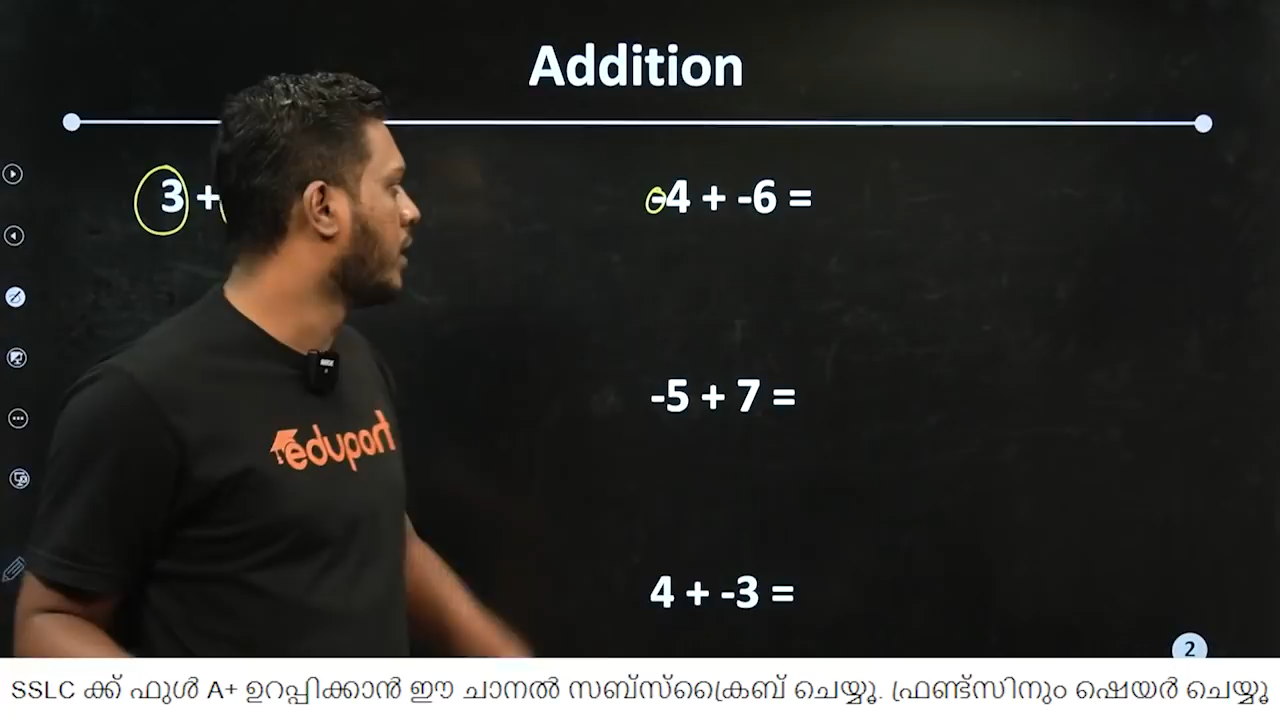 Addition
3 +
-4 + -6 =
-5 + 7 =
4 + -3 =
eduport
2
SSLC ക്ക് ഫുൾ A+ ഉറപ്പിക്കാൻ ഈ ചാനൽ സബ്സ്ക്രൈബ് ചെയ്യൂ. ഫ്രണ്ട്സിനും ഷെയർ ചെയ്യൂ